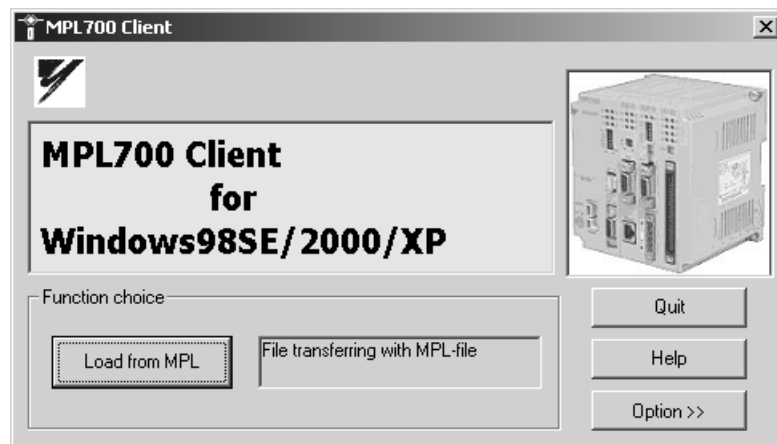 MPL700 Client
MPL700 Client
for
Windows98SE/2000/XP
Function choice
Load from MPL
File transferring with MPL-file
Quit
Help
Option >>